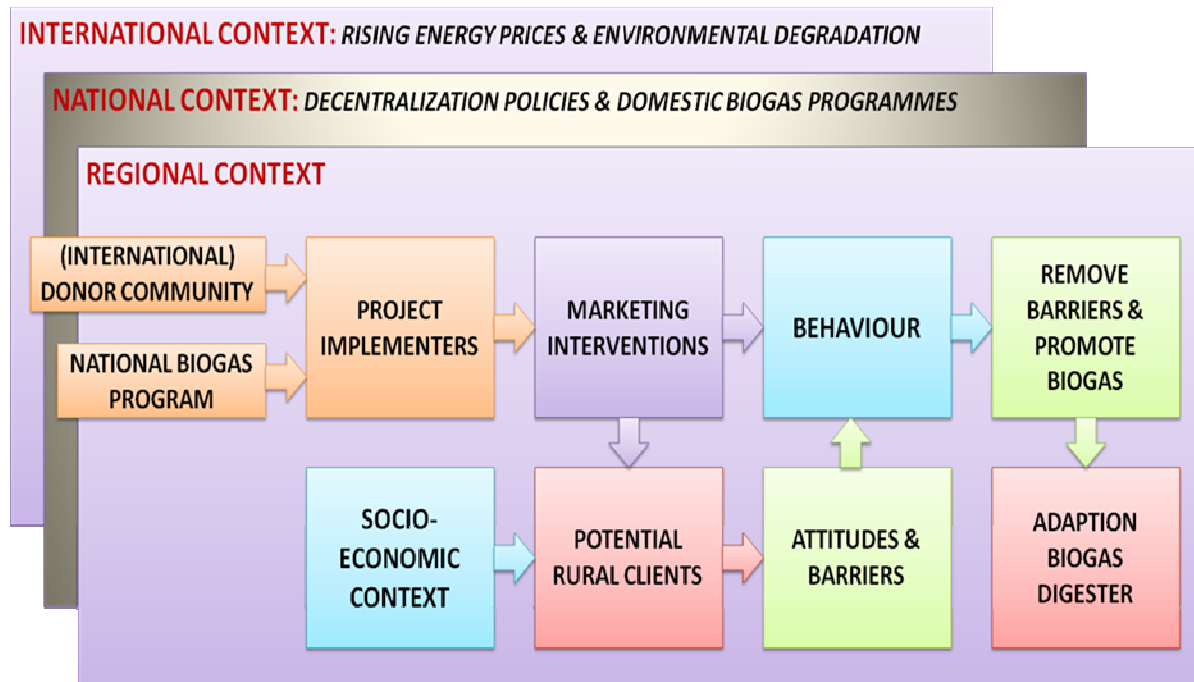 INTERNATIONAL CONTEXT: RISING ENERGY PRICES & ENVIRONMENTAL DEGRADATION
NATIONAL CONTEXT: DECENTRALIZATION POLICIES & DOMESTIC BIOGAS PROGRAMMES
REGIONAL CONTEXT
(INTERNATIONAL)
DONOR COMMUNITY
NATIONAL BIOGAS
PROGRAM
PROJECT
IMPLEMENTERS
MARKETING
INTERVENTIONS
BEHAVIOUR
REMOVE
BARRIERS &
PROMOTE
BIOGAS
SOCIO-
ECONOMIC
CONTEXT
POTENTIAL
RURAL CLIENTS
ATTITUDES &
BARRIERS
ADAPTION
BIOGAS
DIGESTER